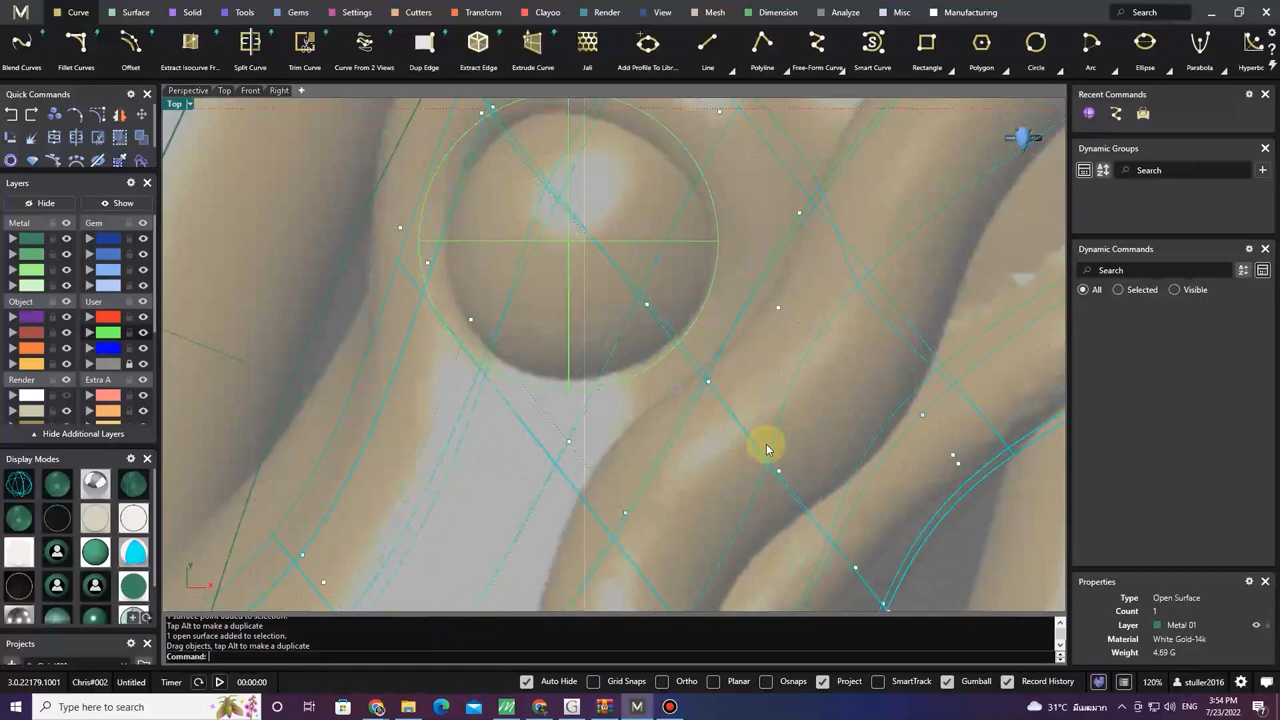 Curve Surface Solid Tools Gems Settings Cutters Transform Clayoo Render View Mesh Dimension Analyze Misc Manufacturing Search
Blend Curves Fillet Curves Offset Extract Isocurve Fr... Split Curve Trim Curve Curve From 2 Views Dup Edge Extract Edge Extrude Curve Jali Add Profile To Libr... Line Polyline Free-Form Curve Smart Curve Rectangle Polygon Circle Arc Ellipse Parabola Hyperbc
Quick Commands
Perspective Top Front Right
Recent Commands
Top
Dynamic Groups
Search
Layers
Hide Show
Metal Gem
Dynamic Commands
Search
All Selected Visible
Object User
Render Extra A
Hide Additional Layers
Display Modes
y
x
Properties
Type Open Surface
Count 1
Layer Metal 01
Material White Gold-14k
Weight 4.69 G
1 surface point added to selection.
Tap Alt to make a duplicate
1 open surface added to selection.
Drag objects, tap Alt to make a duplicate
Command:
Projects
3.0.22179.1001 Chris#002 Untitled Timer 00:00:00 Auto Hide Grid Snaps Ortho Planar Osnaps Project SmartTrack Gumball Record History 120% stuller2016
Type here to search
31°C
3:54 PM
7/23/2022